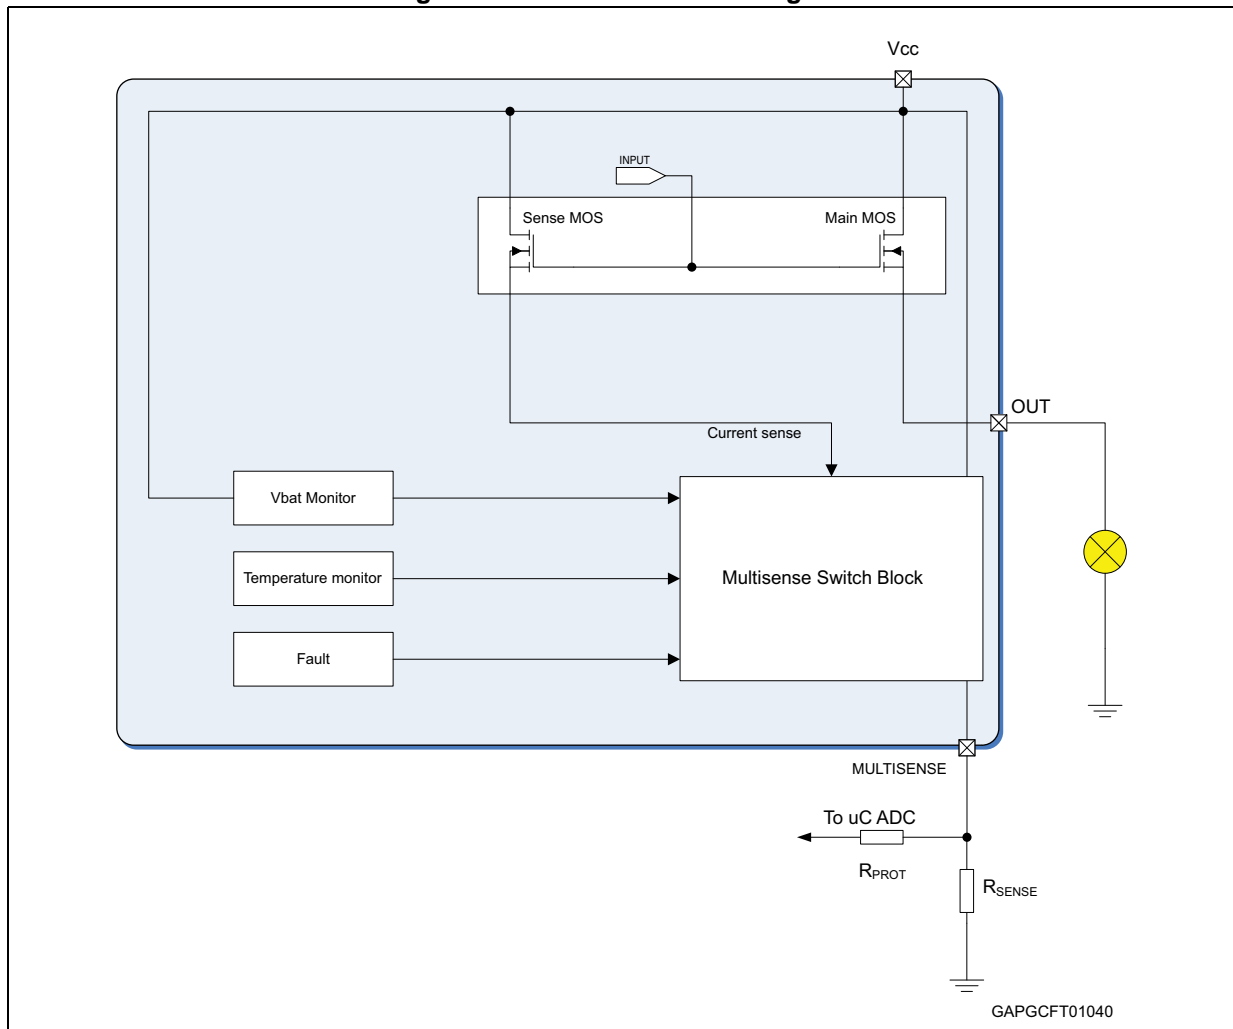 Vcc
INPUT
Sense MOS
Main MOS
OUT
Current sense
Vbat Monitor
Temperature monitor
Multisense Switch Block
Fault
MULTISENSE
To uC ADC
RPROT
RSENSE
GAPGCFT01040